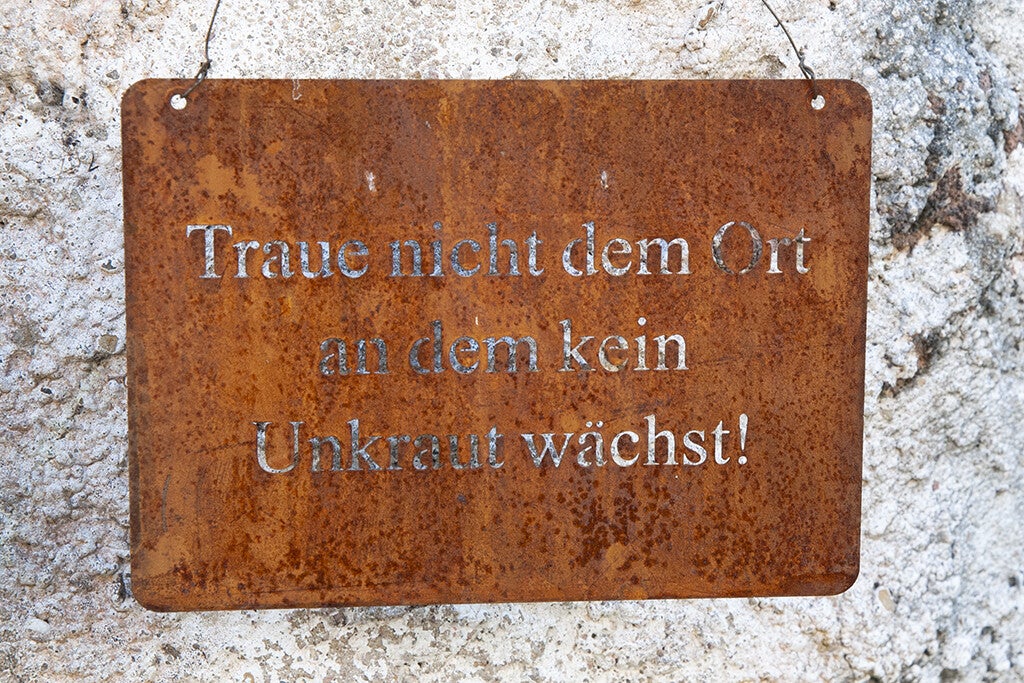 Traue nicht dem Ort
an dem kein
Unkraut wächst!